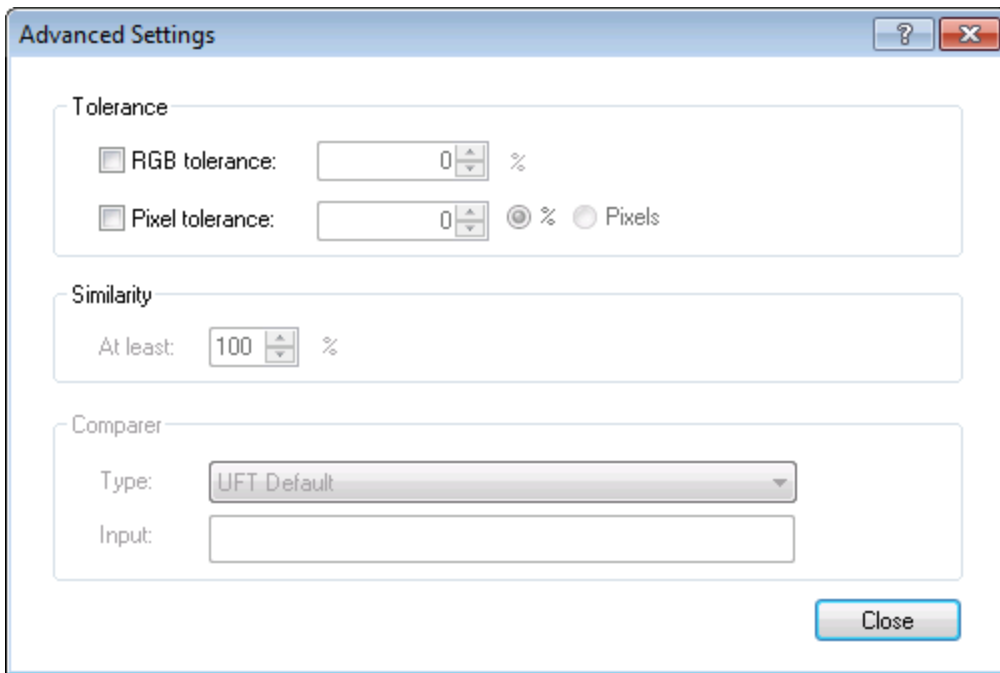 Advanced Settings
?
Tolerance
RGB tolerance: 0 %
Pixel tolerance: 0 % Pixels
Similarity
At least: 100 %
Comparer
Type: UFT Default
Input:
Close